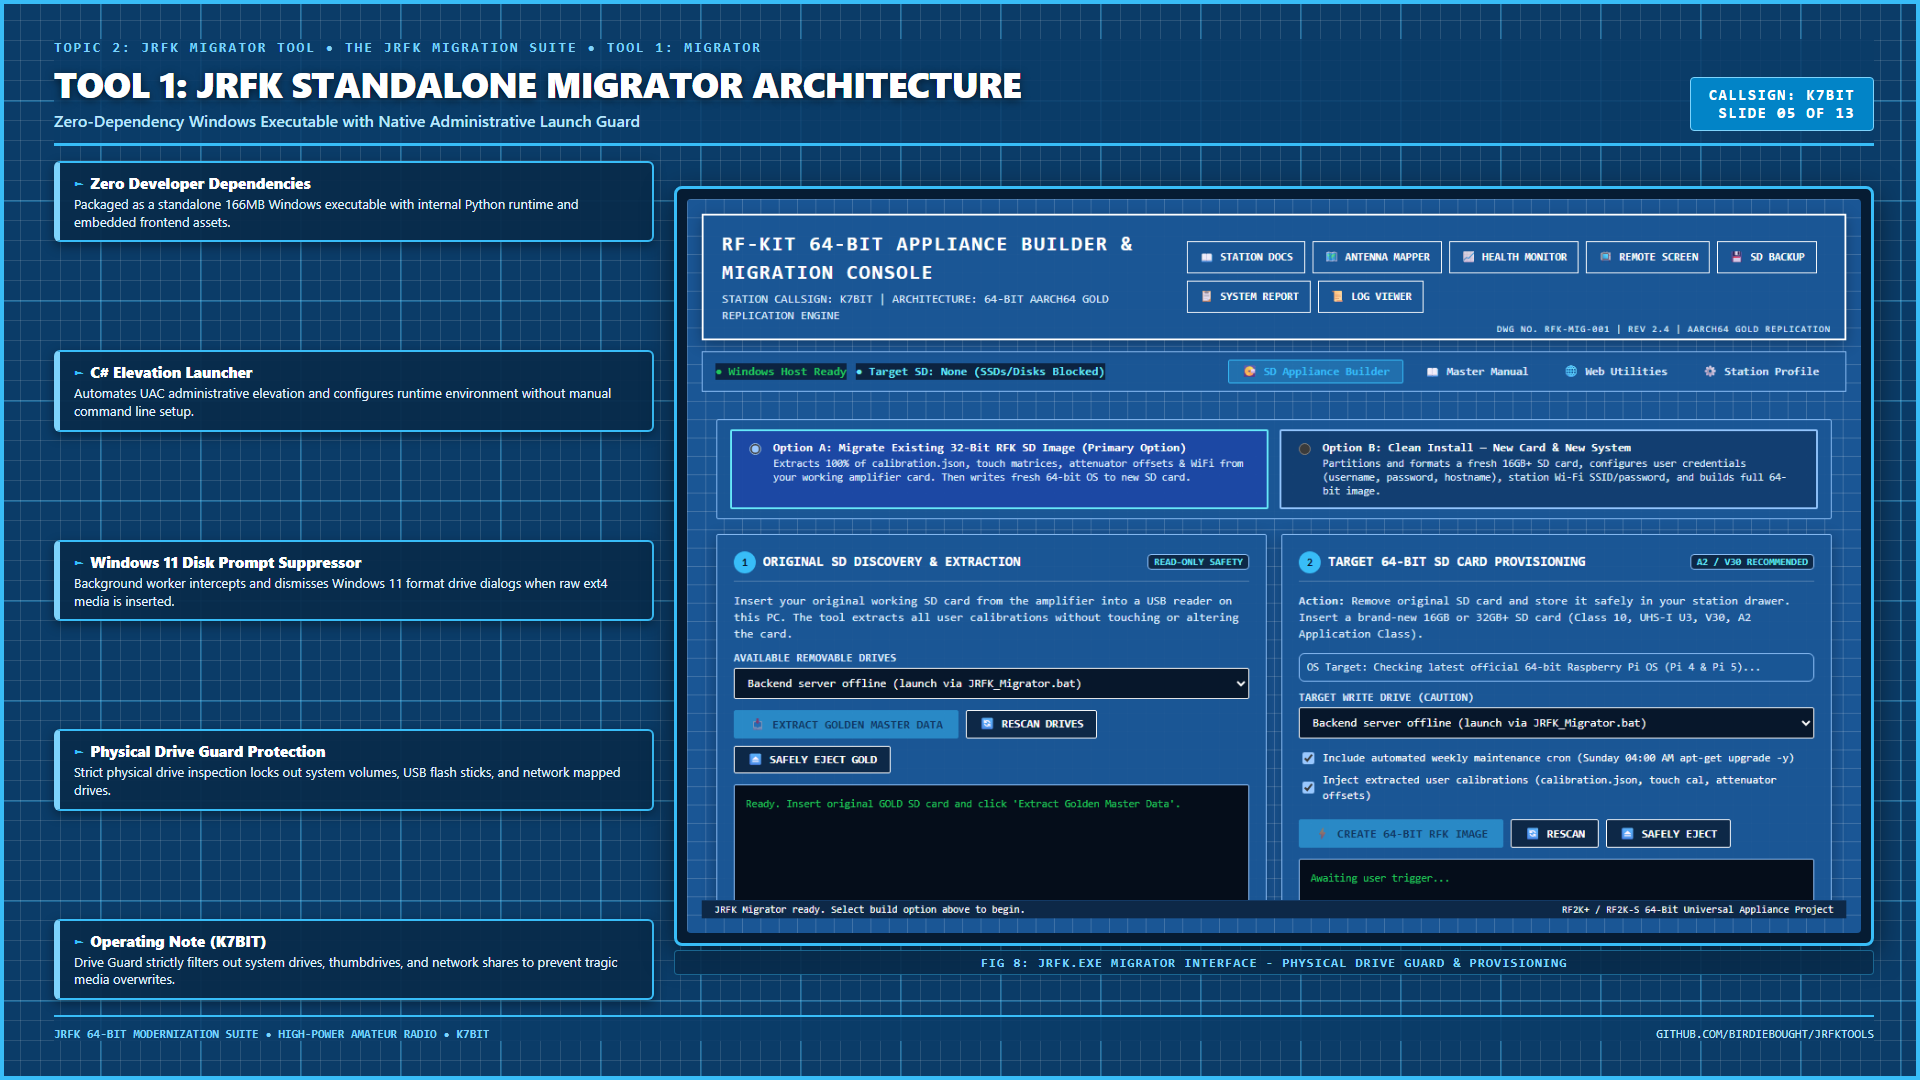 TOPIC 2: JRFK MIGRATOR TOOL ● THE JRFK MIGRATION SUITE ● TOOL 1: MIGRATOR
TOOL 1: JRFK STANDALONE MIGRATOR ARCHITECTURE
Zero-Dependency Windows Executable with Native Administrative Launch Guard
CALLSIGN: K7BIT
SLIDE 05 OF 13
► Zero Developer Dependencies
Packaged as a standalone 166MB Windows executable with internal Python runtime and
embedded frontend assets.
► C# Elevation Launcher
Automates UAC administrative elevation and configures runtime environment without manual
command line setup.
► Windows 11 Disk Prompt Suppressor
Background worker intercepts and dismisses Windows 11 format drive dialogs when raw ext4
media is inserted.
► Physical Drive Guard Protection
Strict physical drive inspection locks out system volumes, USB flash sticks, and network mapped
drives.
► Operating Note (K7BIT)
Drive Guard strictly filters out system drives, thumbdrives, and network shares to prevent tragic
media overwrites.
RF-KIT 64-BIT APPLIANCE BUILDER &
MIGRATION CONSOLE
STATION CALLSIGN: K7BIT | ARCHITECTURE: 64-BIT AARCH64 GOLD
REPLICATION ENGINE
STATION DOCS
ANTENNA MAPPER
HEALTH MONITOR
REMOTE SCREEN
SD BACKUP
SYSTEM REPORT
LOG VIEWER
DWG NO. RFK-MIG-001 | REV 2.4 | AARCH64 GOLD REPLICATION
● Windows Host Ready
● Target SD: None (SSDs/Disks Blocked)
SD Appliance Builder
Master Manual
Web Utilities
Station Profile
Option A: Migrate Existing 32-Bit RFK SD Image (Primary Option)
Extracts 100% of calibration.json, touch matrices, attenuator offsets & WiFi from
your working amplifier card. Then writes fresh 64-bit OS to new SD card.
Option B: Clean Install — New Card & New System
Partitions and formats a fresh 16GB+ SD card, configures user credentials
(username, password, hostname), station Wi-Fi SSID/password, and builds full 64-
bit image.
1 ORIGINAL SD DISCOVERY & EXTRACTION
READ-ONLY SAFETY
Insert your original working SD card from the amplifier into a USB reader on
this PC. The tool extracts all user calibrations without touching or altering
the card.
AVAILABLE REMOVABLE DRIVES
Backend server offline (launch via JRFK_Migrator.bat)
EXTRACT GOLDEN MASTER DATA
RESCAN DRIVES
SAFELY EJECT GOLD
Ready. Insert original GOLD SD card and click 'Extract Golden Master Data'.
2 TARGET 64-BIT SD CARD PROVISIONING
A2 / V30 RECOMMENDED
Action: Remove original SD card and store it safely in your station drawer.
Insert a brand-new 16GB or 32GB+ SD card (Class 10, UHS-I U3, V30, A2
Application Class).
OS Target: Checking latest official 64-bit Raspberry Pi OS (Pi 4 & Pi 5)...
TARGET WRITE DRIVE (CAUTION)
Backend server offline (launch via JRFK_Migrator.bat)
Include automated weekly maintenance cron (Sunday 04:00 AM apt-get upgrade -y)
Inject extracted user calibrations (calibration.json, touch cal, attenuator
offsets)
CREATE 64-BIT RFK IMAGE
RESCAN
SAFELY EJECT
Awaiting user trigger...
JRFK Migrator ready. Select build option above to begin.
RF2K+ / RF2K-S 64-Bit Universal Appliance Project
FIG 8: JRFK.EXE MIGRATOR INTERFACE - PHYSICAL DRIVE GUARD & PROVISIONING
JRFK 64-BIT MODERNIZATION SUITE ● HIGH-POWER AMATEUR RADIO ● K7BIT
GITHUB.COM/BIRDIEBOUGHT/JRFKTOOLS